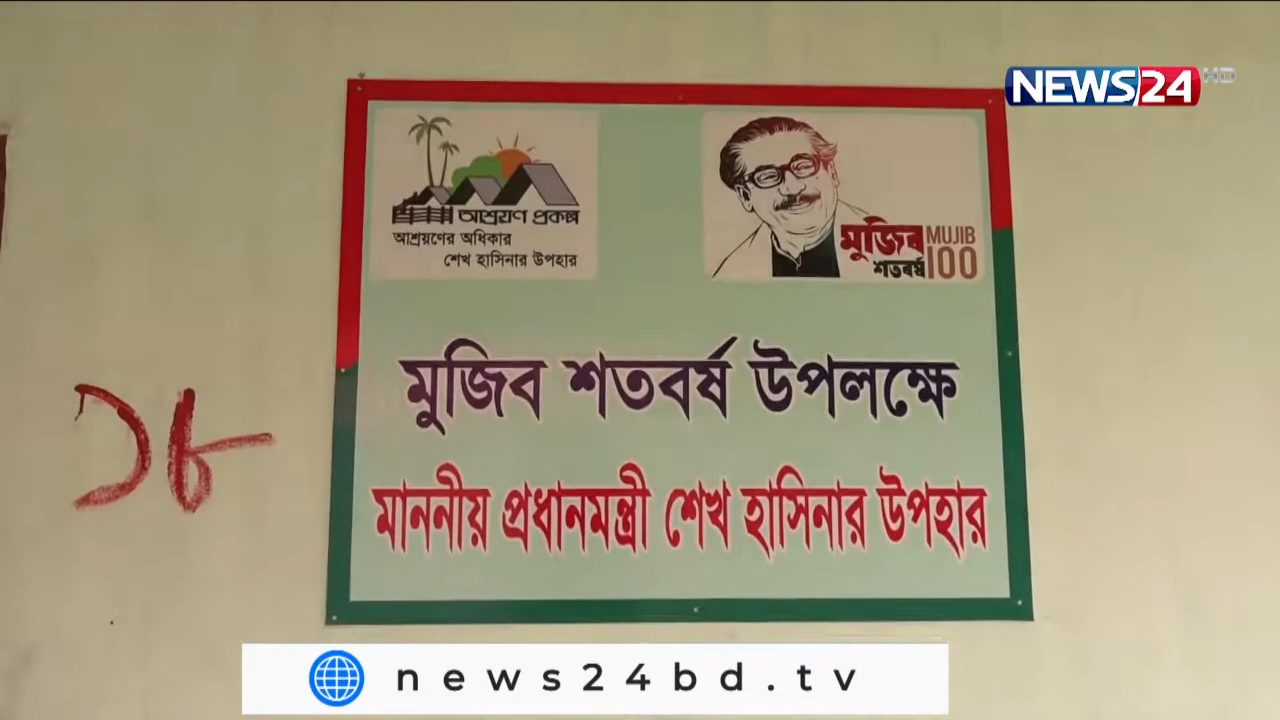 NEWS24 HD
আশ্রয়ণ প্রকল্প
আশ্রয়ণের অধিকার
শেখ হাসিনার উপহার
মুজিব MUJIB
শতবর্ষ 100
মুজিব শতবর্ষ উপলক্ষে
মাননীয় প্রধানমন্ত্রী শেখ হাসিনার উপহার
১৮
news24bd.tv